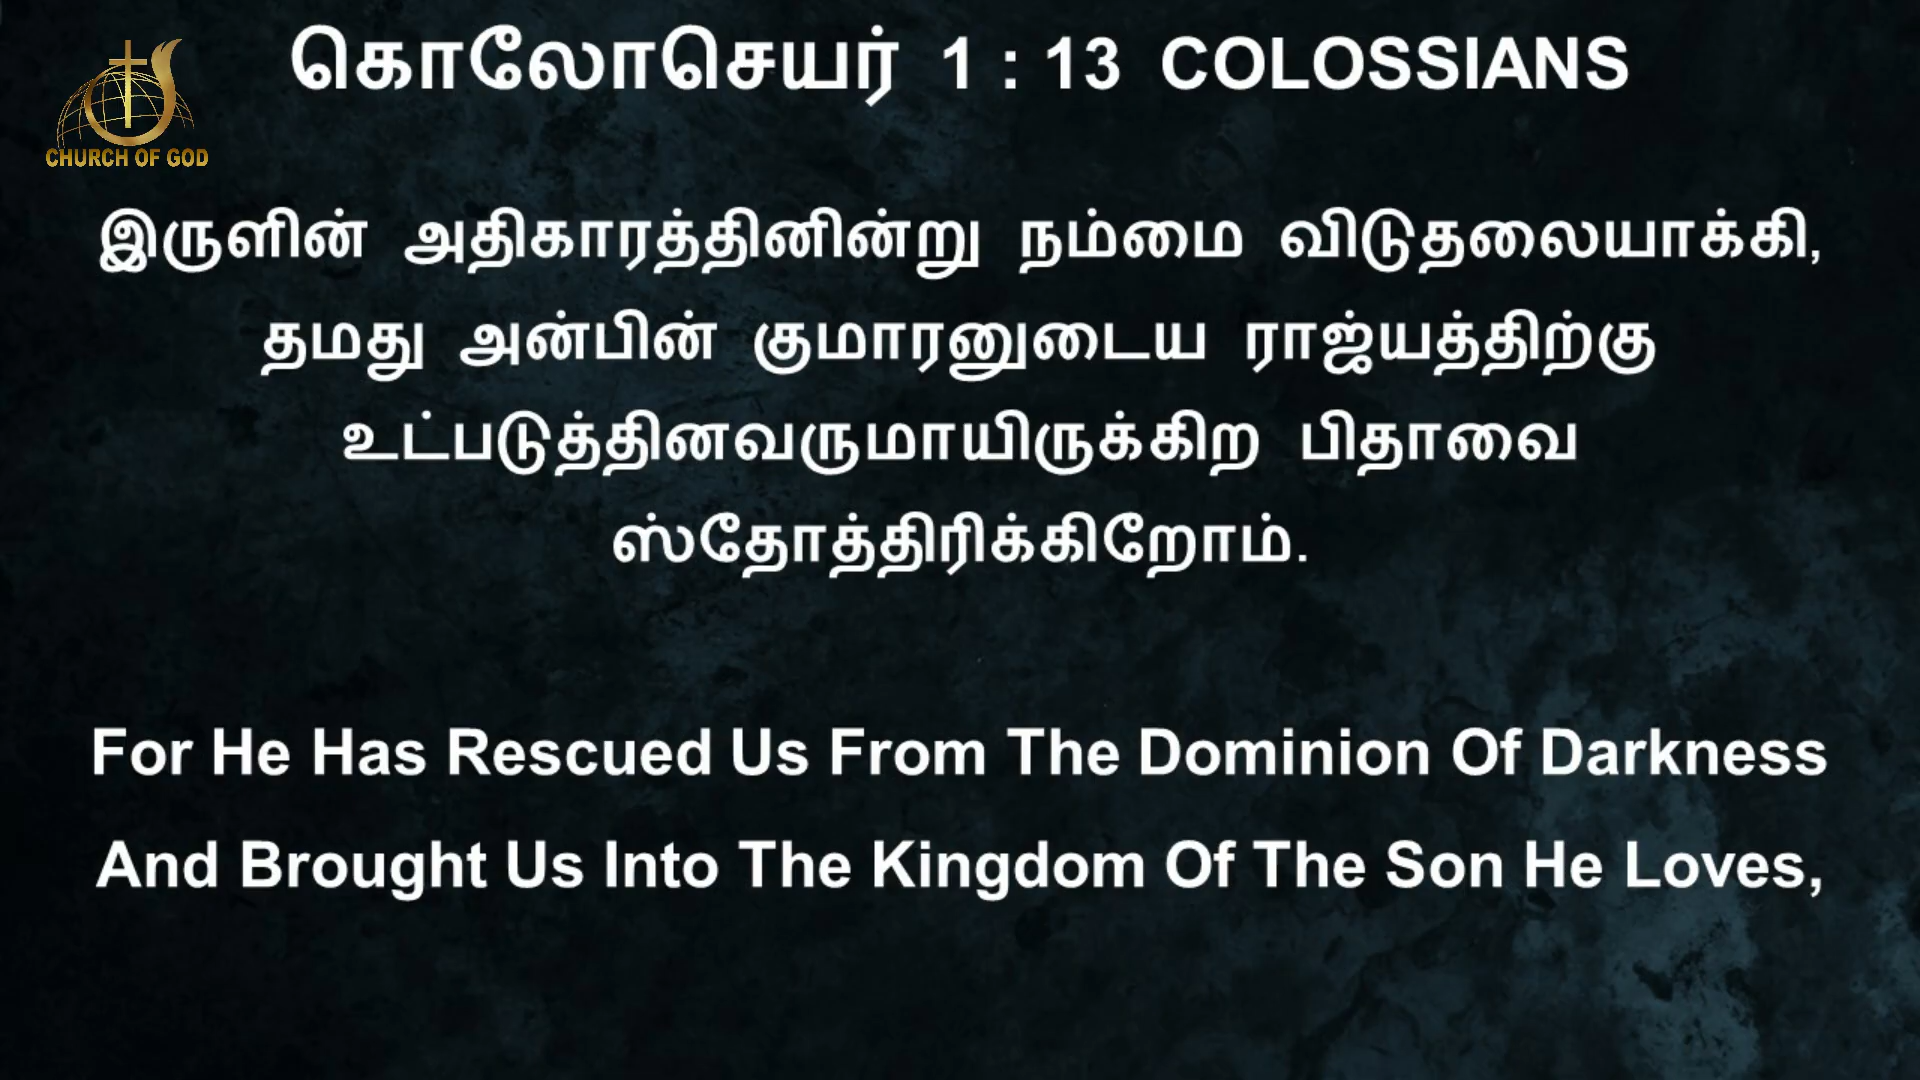 கொலோசெயர் 1 : 13 COLOSSIANS
CHURCH OF GOD
இருளின் அதிகாரத்தினின்று நம்மை விடுதலையாக்கி,
தமது அன்பின் குமாரனுடைய ராஜ்யத்திற்கு
உட்படுத்தினவருமாயிருக்கிற பிதாவை
ஸ்தோத்திரிக்கிறோம்.
For He Has Rescued Us From The Dominion Of Darkness
And Brought Us Into The Kingdom Of The Son He Loves,